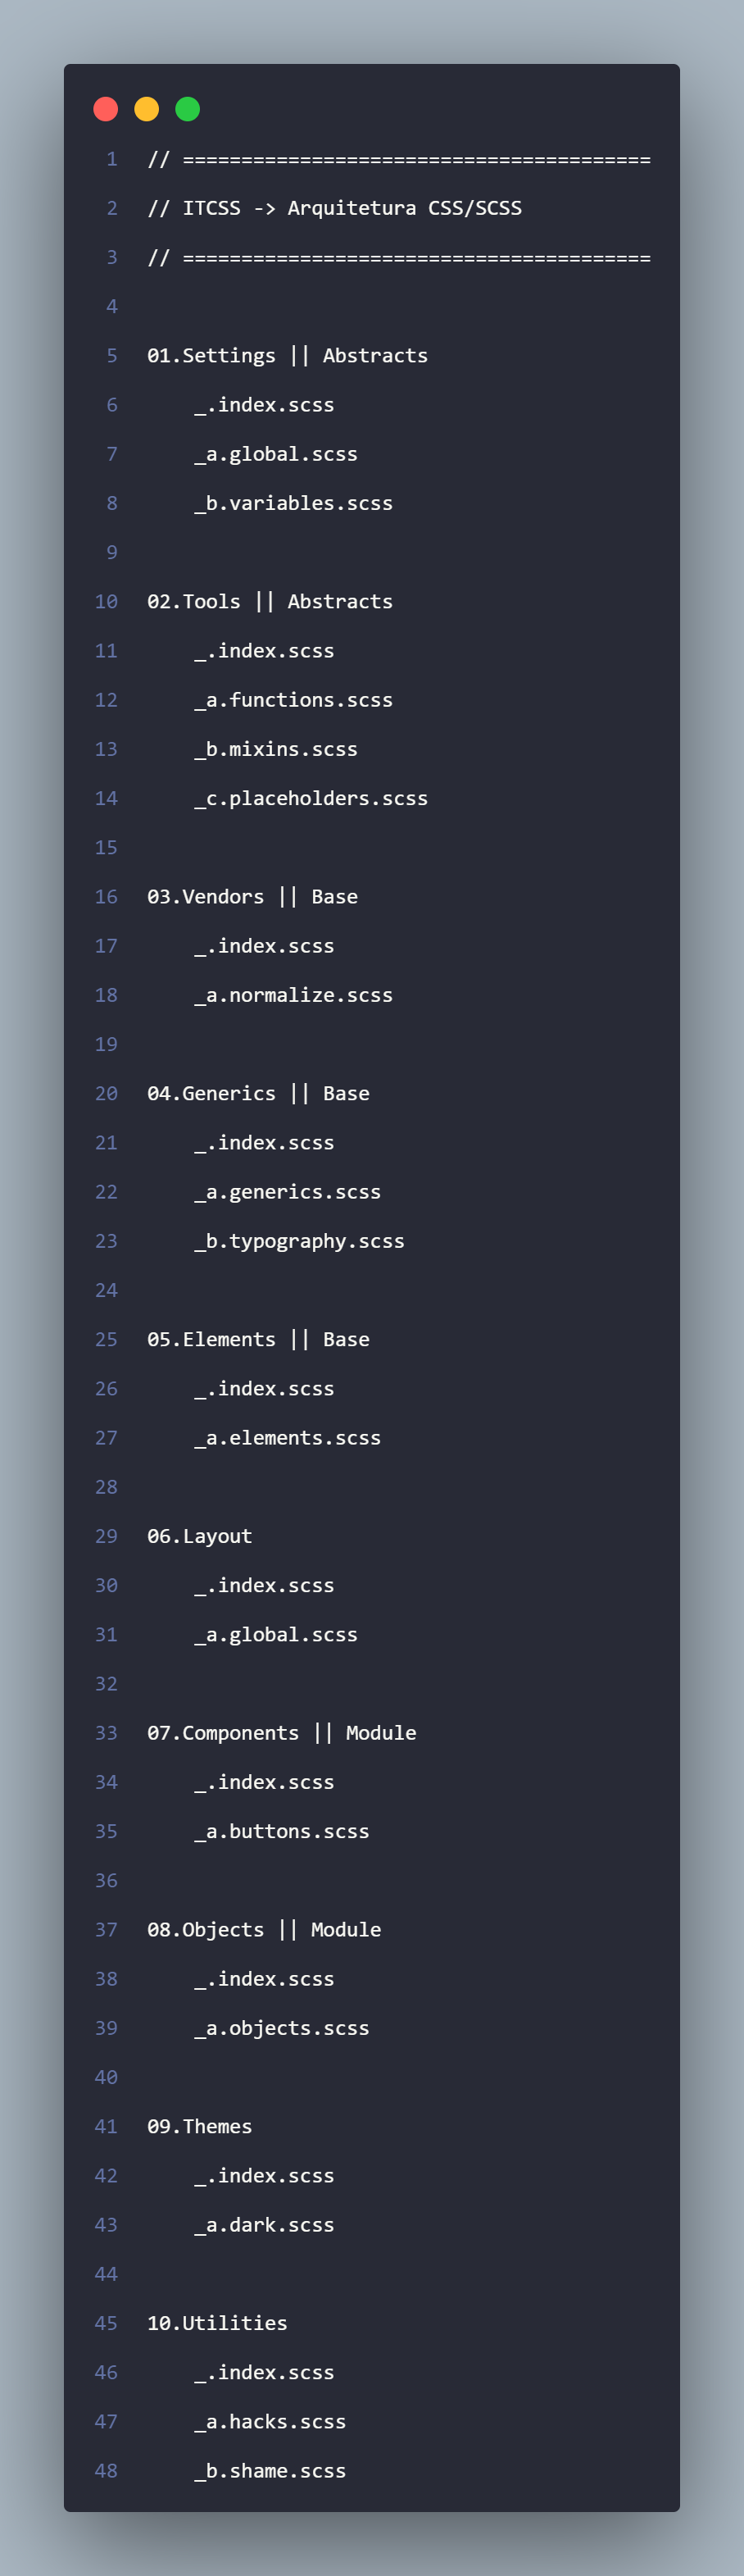 1 // ========================================
2 // ITCSS -> Arquitetura CSS/SCSS
3 // ========================================
4
5 01.Settings || Abstracts
6     _.index.scss
7     _a.global.scss
8     _b.variables.scss
9
10 02.Tools || Abstracts
11     _.index.scss
12     _a.functions.scss
13     _b.mixins.scss
14     _c.placeholders.scss
15
16 03.Vendors || Base
17     _.index.scss
18     _a.normalize.scss
19
20 04.Generics || Base
21     _.index.scss
22     _a.generics.scss
23     _b.typography.scss
24
25 05.Elements || Base
26     _.index.scss
27     _a.elements.scss
28
29 06.Layout
30     _.index.scss
31     _a.global.scss
32
33 07.Components || Module
34     _.index.scss
35     _a.buttons.scss
36
37 08.Objects || Module
38     _.index.scss
39     _a.objects.scss
40
41 09.Themes
42     _.index.scss
43     _a.dark.scss
44
45 10.Utilities
46     _.index.scss
47     _a.hacks.scss
48     _b.shame.scss